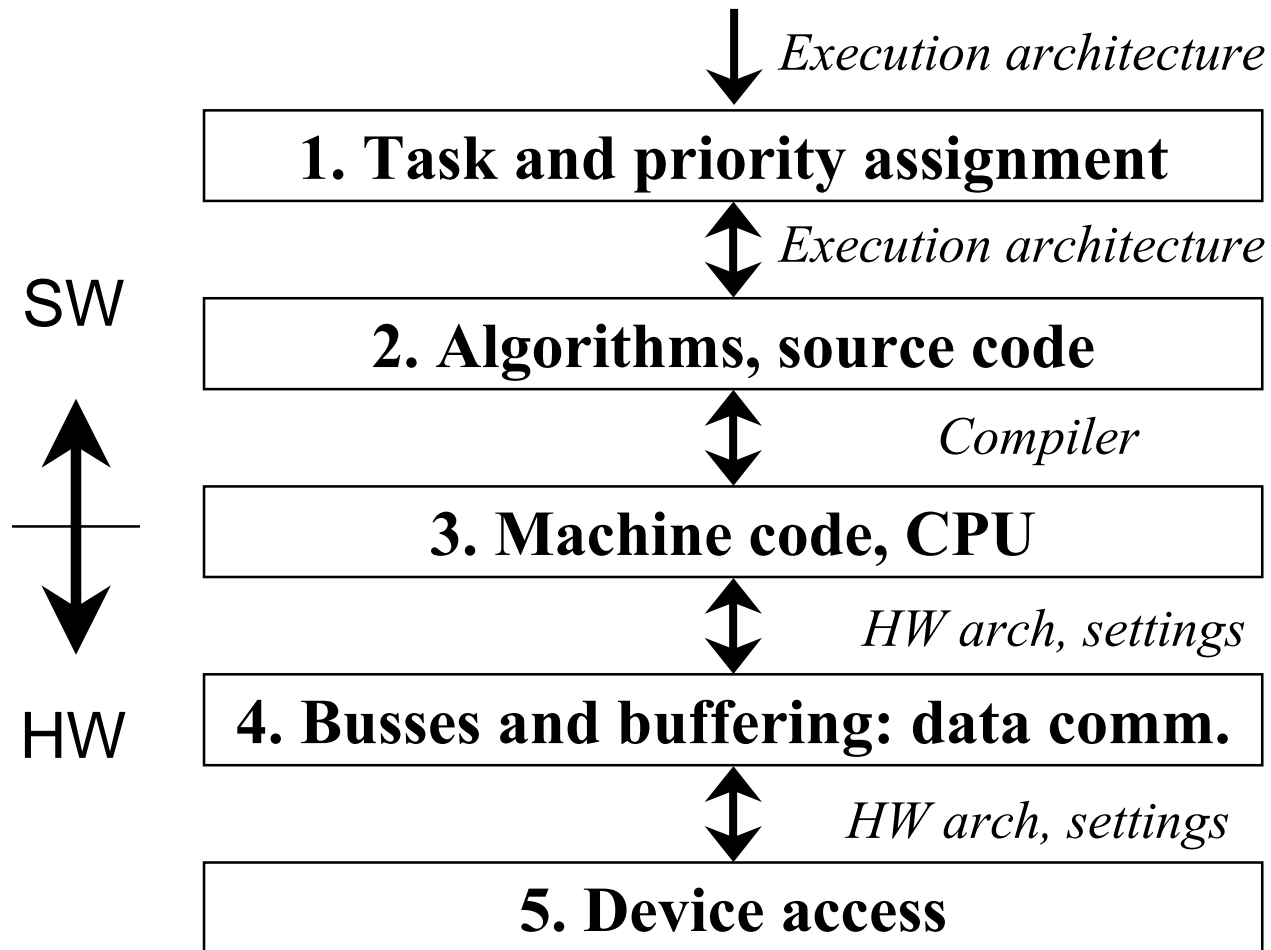 Execution architecture
1. Task and priority assignment
Execution architecture
SW
2. Algorithms, source code
Compiler
3. Machine code, CPU
HW arch, settings
HW
4. Busses and buffering: data comm.
HW arch, settings
5. Device access